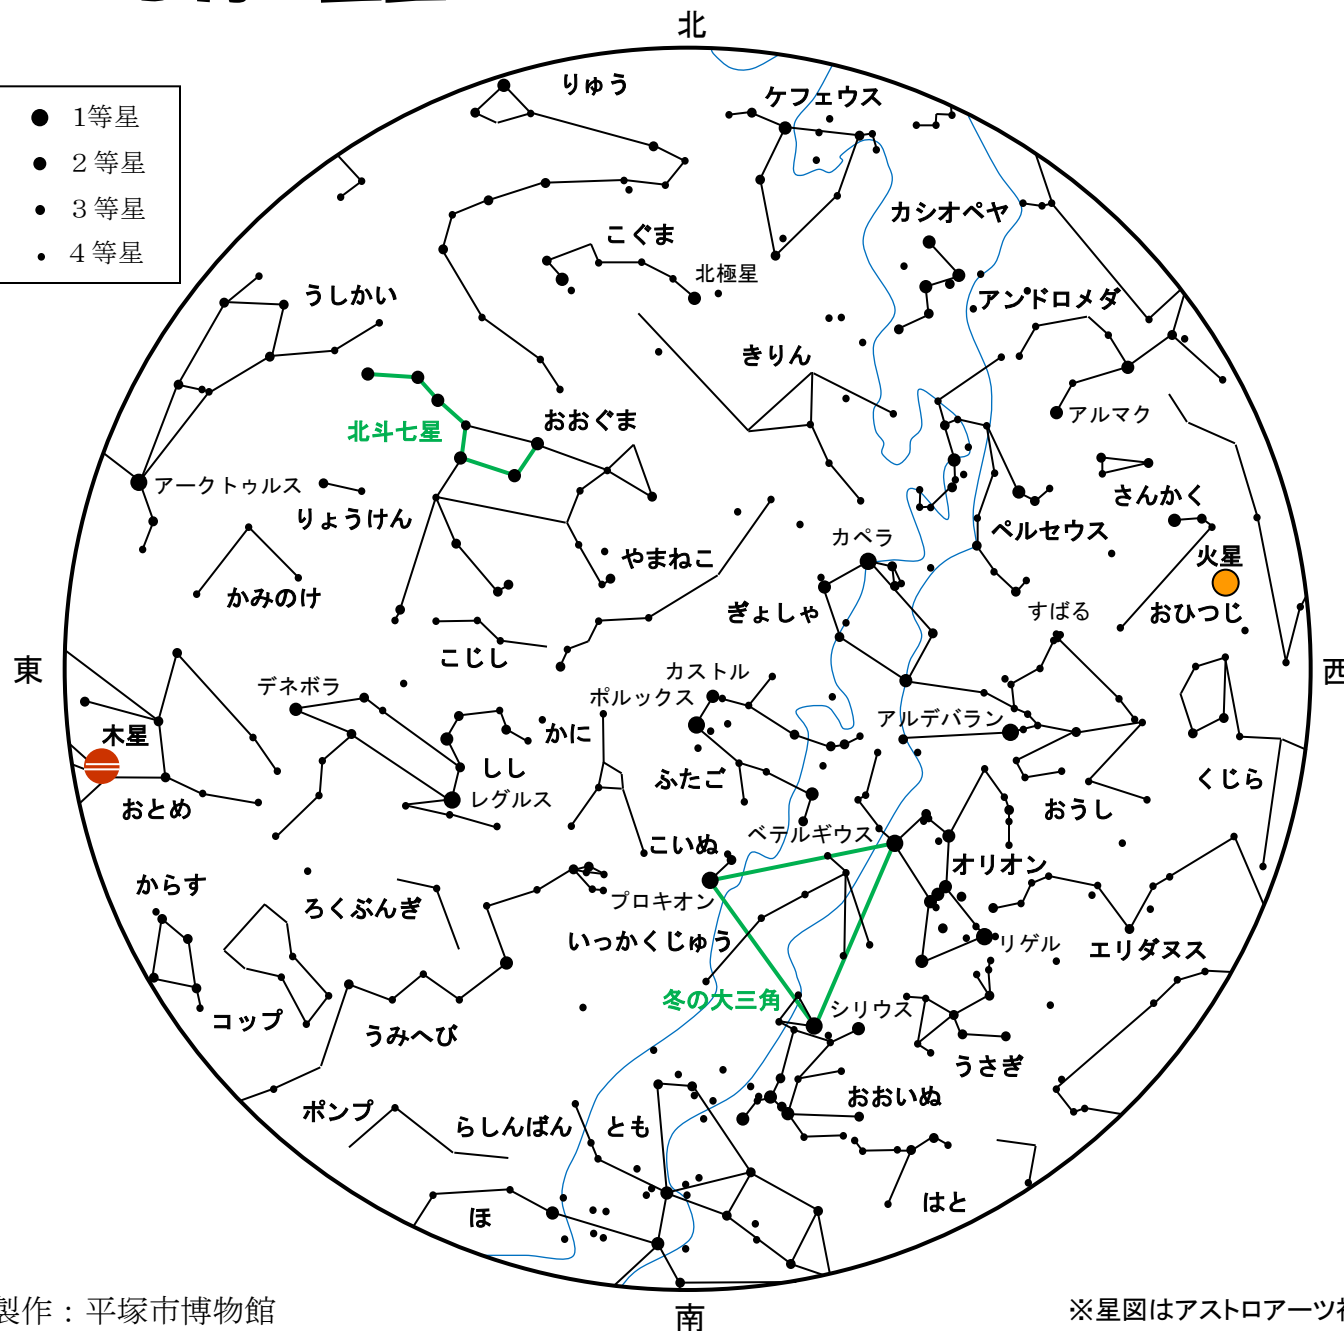 北
1等星
２等星
３等星
４等星
りゅう
ケフェウス
カシオペヤ
こぐま
北極星
うしかい
アンドロメダ
きりん
アルマク
おおぐま
北斗七星
アークトゥルス
さんかく
りょうけん
ペルセウス
カペラ
やまねこ
火星
かみのけ
ぎょしゃ
すばる
おひつじ
こじし
東
西
カストル
デネボラ
ポルックス
アルデバラン
木星
かに
しし
ふたご
くじら
レグルス
おとめ
おうし
ベテルギウス
こいぬ
オリオン
からす
プロキオン
ろくぶんぎ
いっかくじゅう
リゲル
エリダヌス
冬の大三角
シリウス
コップ
うみへび
うさぎ
おおいぬ
ポンプ
らしんばん
とも
はと
ほ
南
製作：平塚市博物館
※星図はアストロアーツ